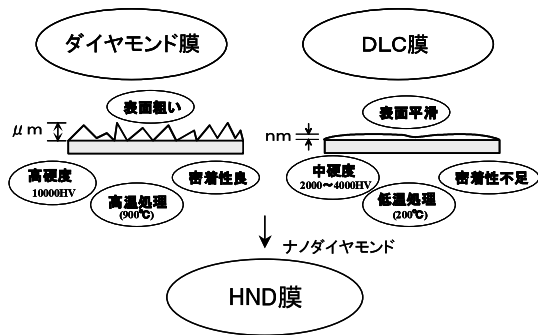 ダイヤモンド膜
DLC膜
表面粗い
表面平滑
μm
nm
高硬度
10000HV
密着性良
高温処理
(900℃)
中硬度
2000～4000HV
密着性不足
低温処理
(200℃)
ナノダイヤモンド
HND膜